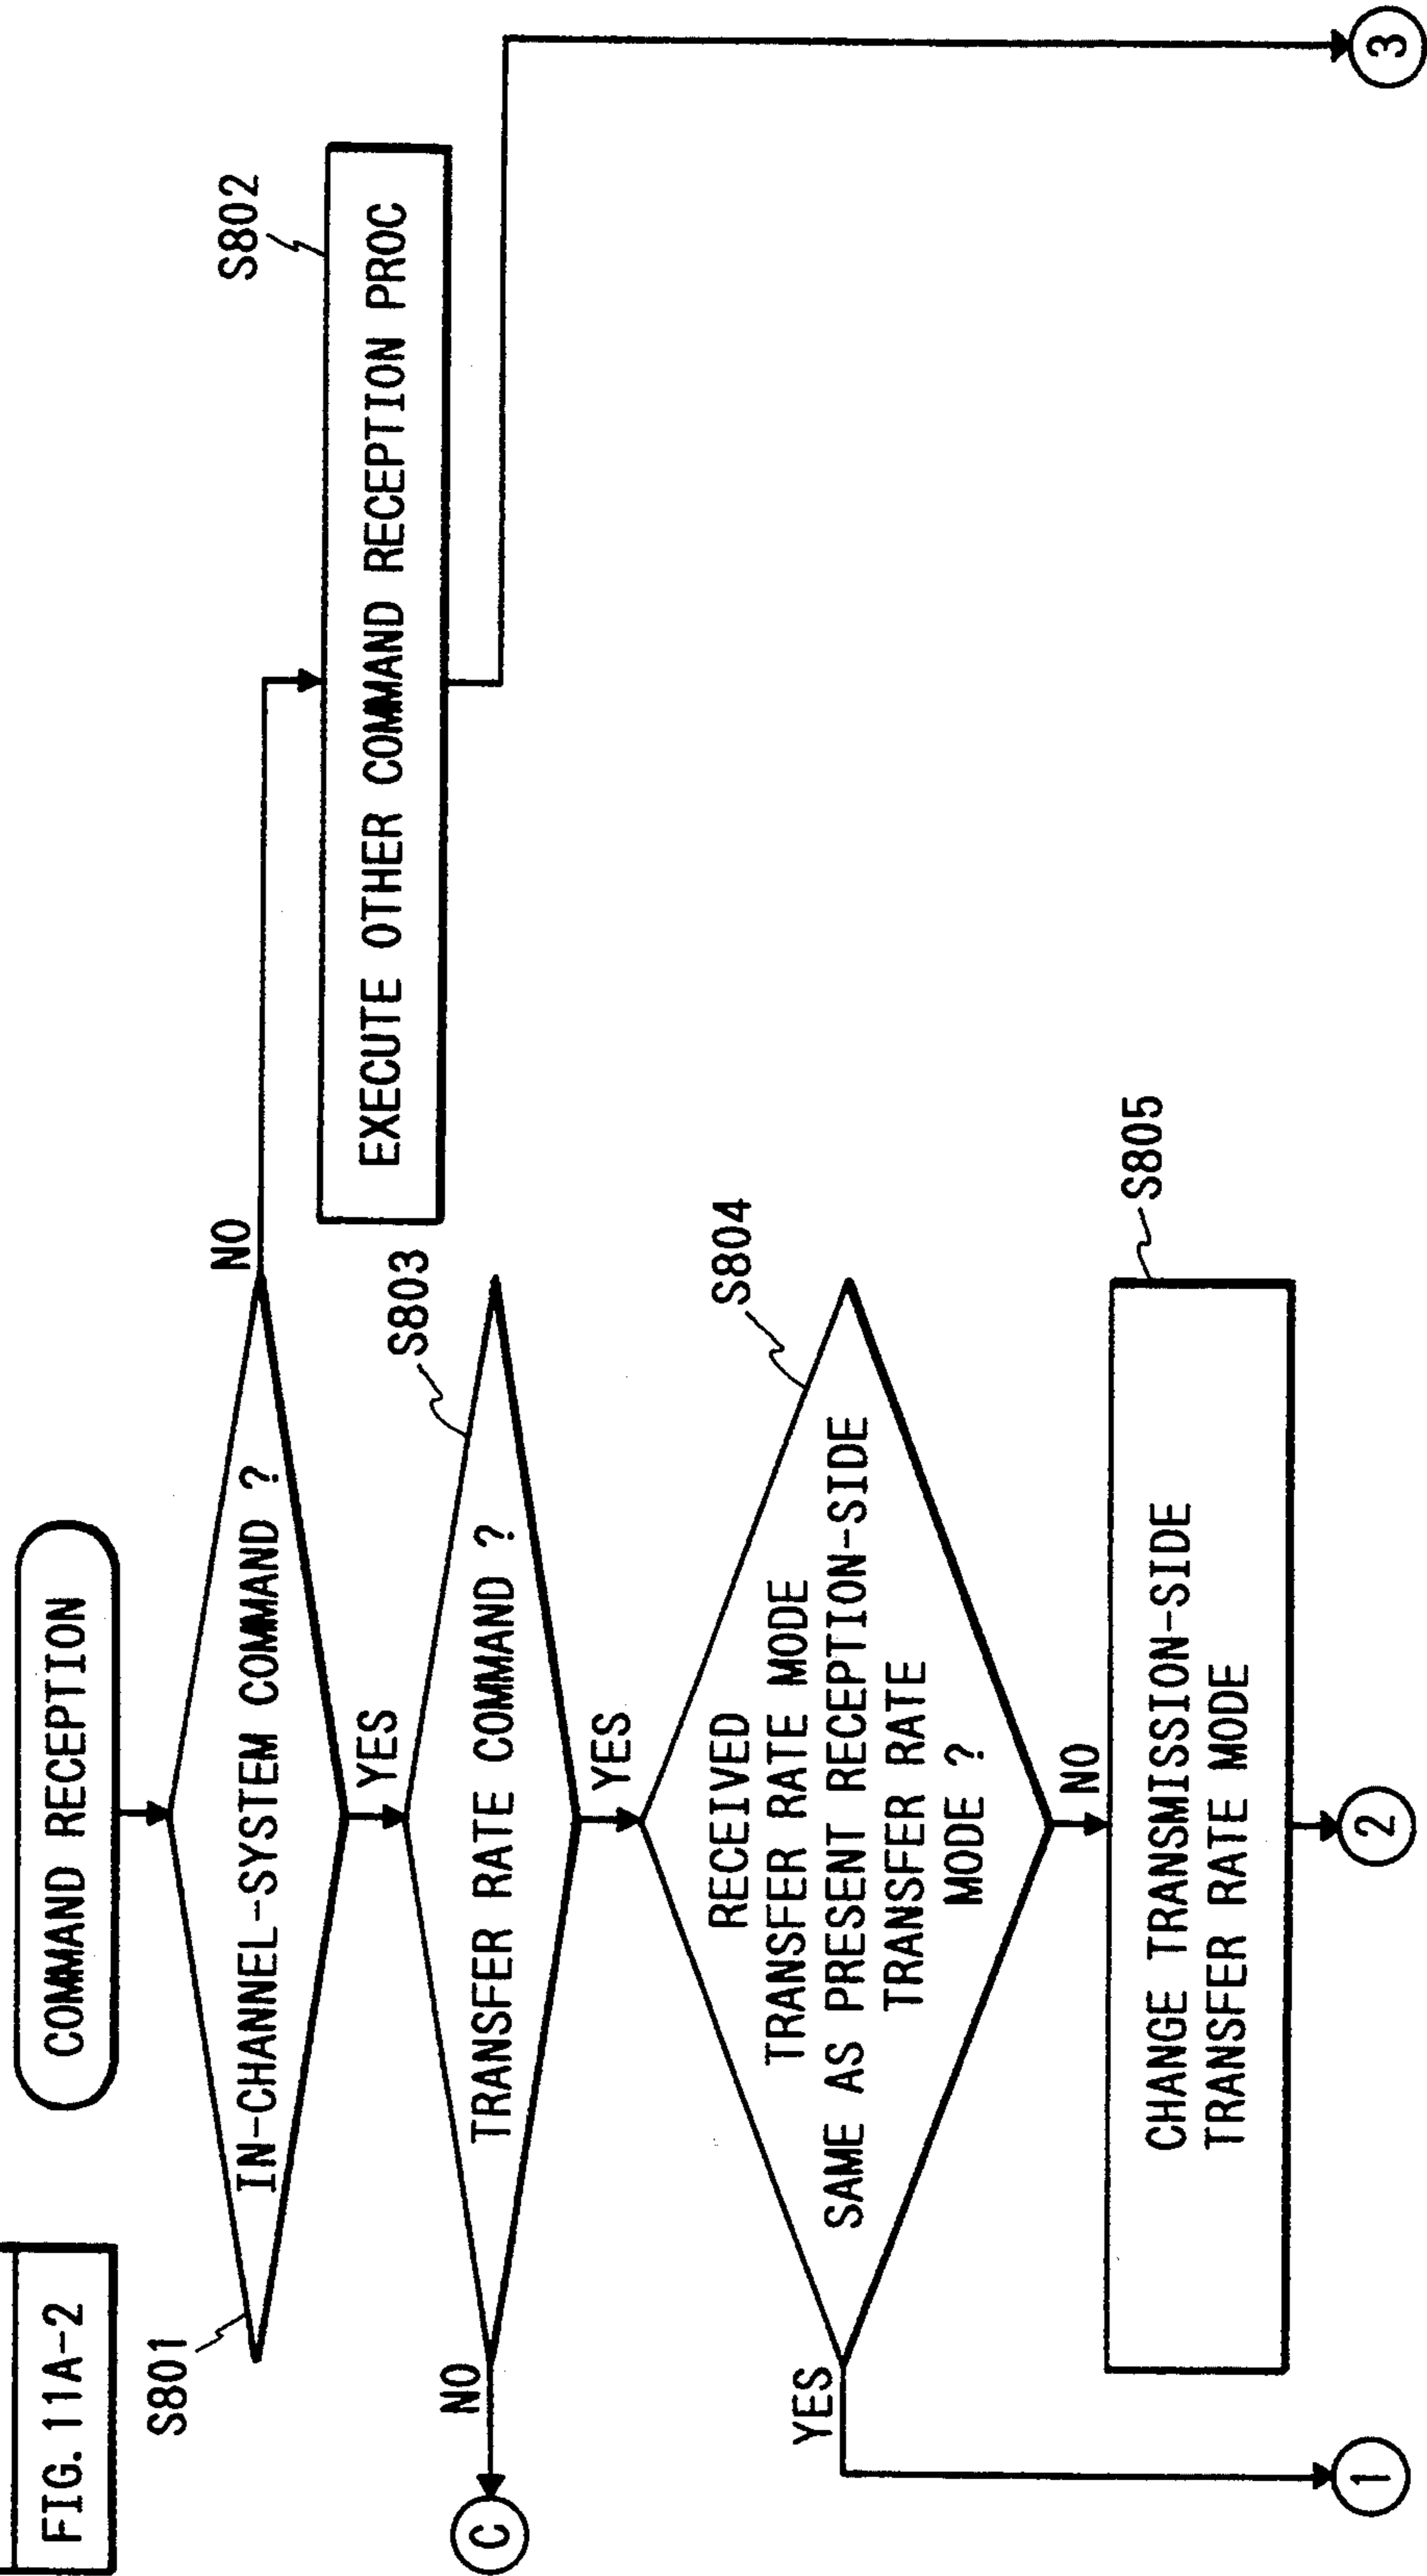 FIG. 11A-2
COMMAND RECEPTION
S801
IN-CHANNEL-SYSTEM COMMAND ?
NO
YES
S802
EXECUTE OTHER COMMAND RECEPTION PROC
S803
TRANSFER RATE COMMAND ?
NO
C
YES
S804
RECEIVED
TRANSFER RATE MODE
SAME AS PRESENT RECEPTION-SIDE
TRANSFER RATE
MODE ?
YES
NO
S805
CHANGE TRANSMISSION-SIDE
TRANSFER RATE MODE
1
2
3